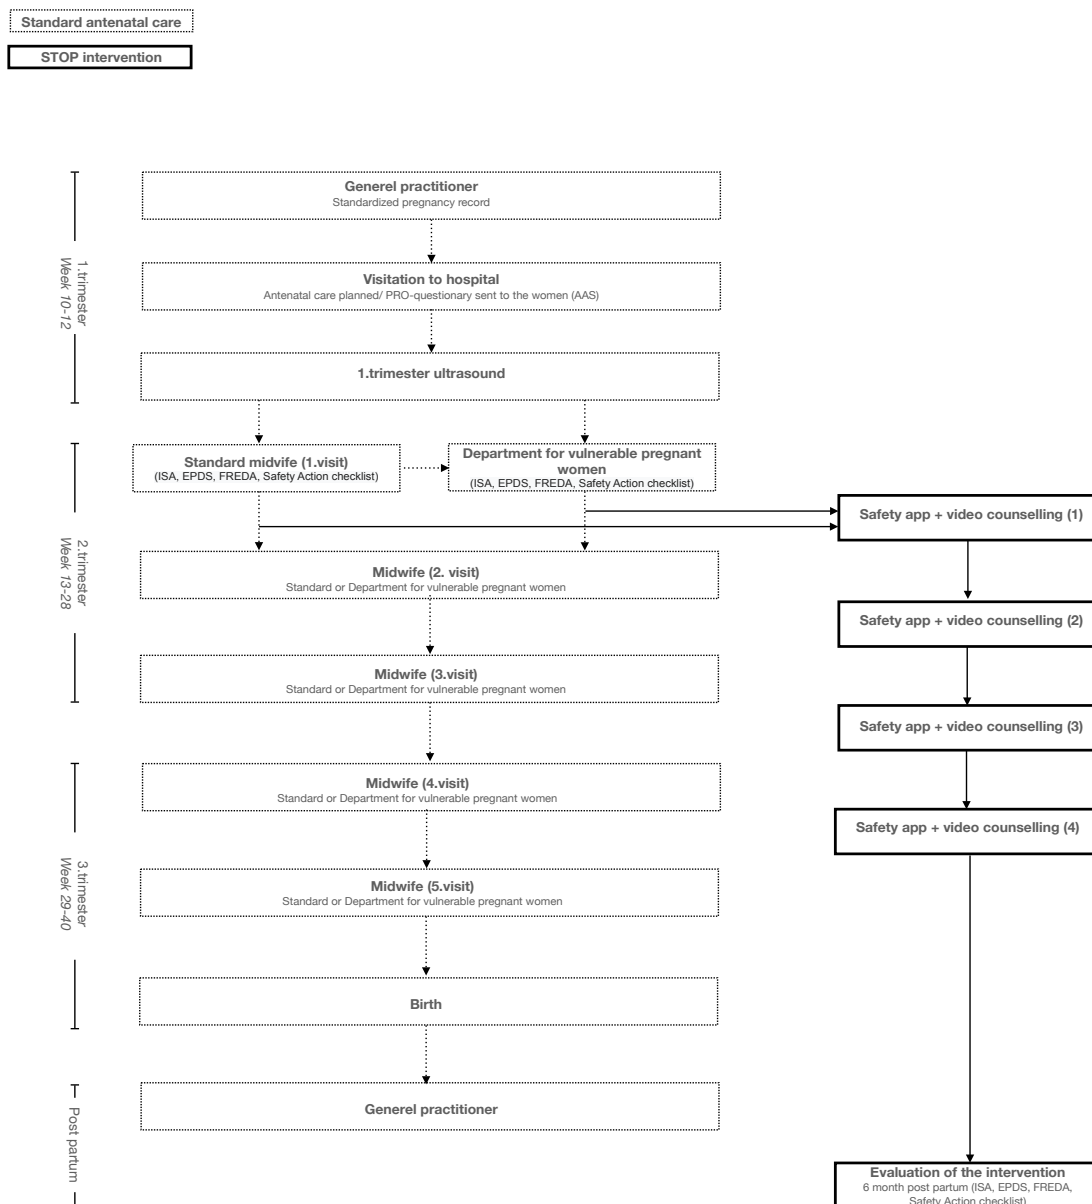 Standard antenatal care
STOP intervention
Generel practitioner
Standardized pregnancy record
Visitation to hospital
Antenatal care planned/ PRO-questionary sent to the women (AAS)
1.trimester ultrasound
1.trimester
Week 10-12
Standard midvife (1.visit)
(ISA, EPDS, FREDA, Safety Action checklist)
Department for vulnerable pregnant
women
(ISA, EPDS, FREDA, Safety Action checklist)
Safety app + video counselling (1)
Midwife (2. visit)
Standard or Department for vulnerable pregnant women
Safety app + video counselling (2)
2.trimester
Week 13-28
Midwife (3.visit)
Standard or Department for vulnerable pregnant women
Safety app + video counselling (3)
Midwife (4.visit)
Standard or Department for vulnerable pregnant women
Safety app + video counselling (4)
3.trimester
Week 29-40
Midwife (5.visit)
Standard or Department for vulnerable pregnant women
Birth
Generel practitioner
Post partum
Evaluation of the intervention
6 month post partum (ISA, EPDS, FREDA,
Safety Action checklist)